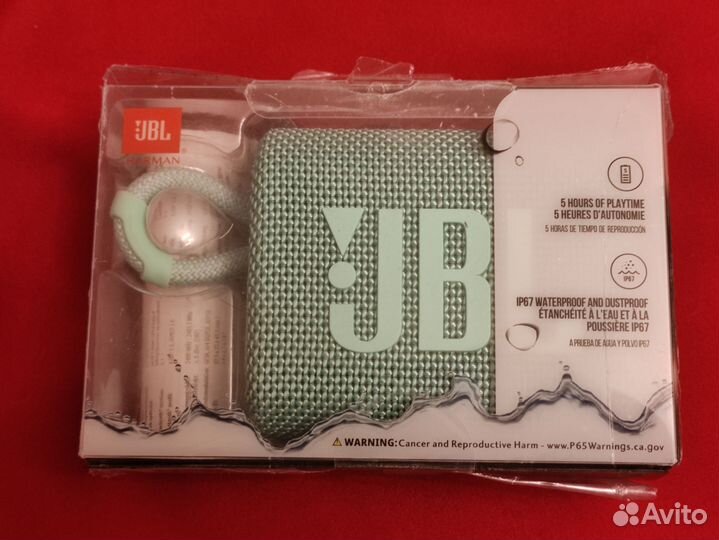 JBL
HARMAN
JB
5 HOURS OF PLAYTIME
5 HEURES D'AUTONOMIE
5 HORAS DE TIEMPO DE REPRODUCCIÓN
IP67
IP67 WATERPROOF AND DUSTPROOF
ÉTANCHÉITÉ À L'EAU ET À LA
POUSSIÈRE IP67
A PRUEBA DE AGUA Y POLVO IP67
⚠ WARNING: Cancer and Reproductive Harm - www.P65Warnings.ca.gov
Avito